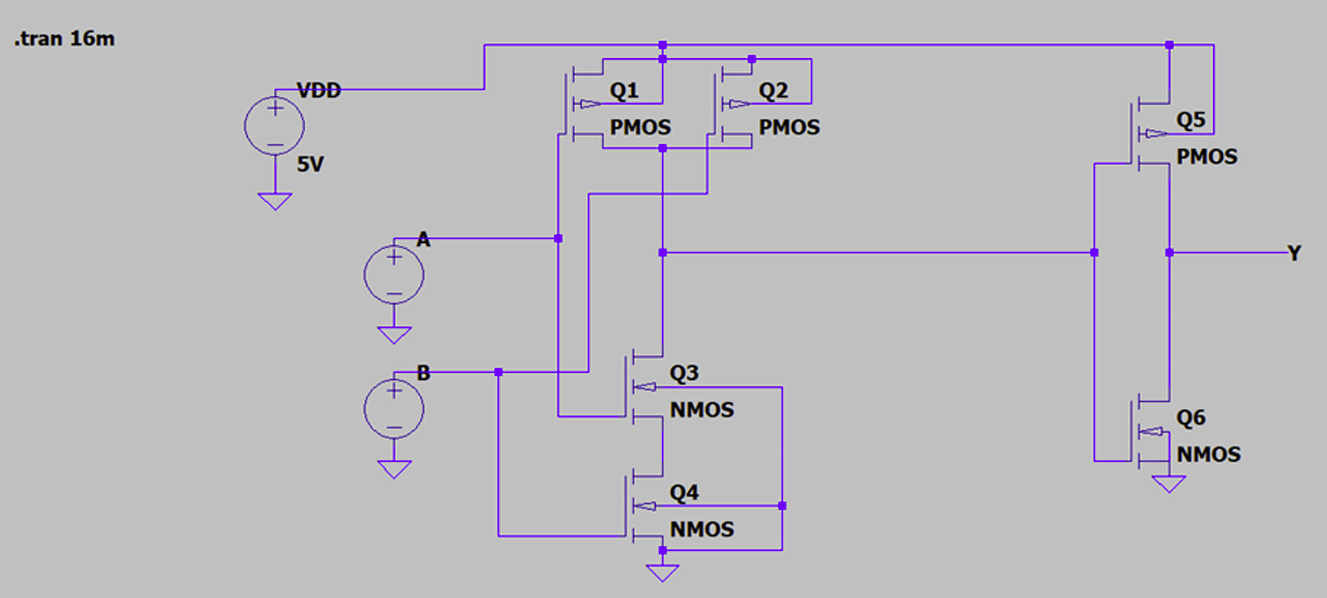 .tran 16m
VDD
5V
Q1
PMOS
Q2
PMOS
Q5
PMOS
A
Y
B
Q3
NMOS
Q6
NMOS
Q4
NMOS